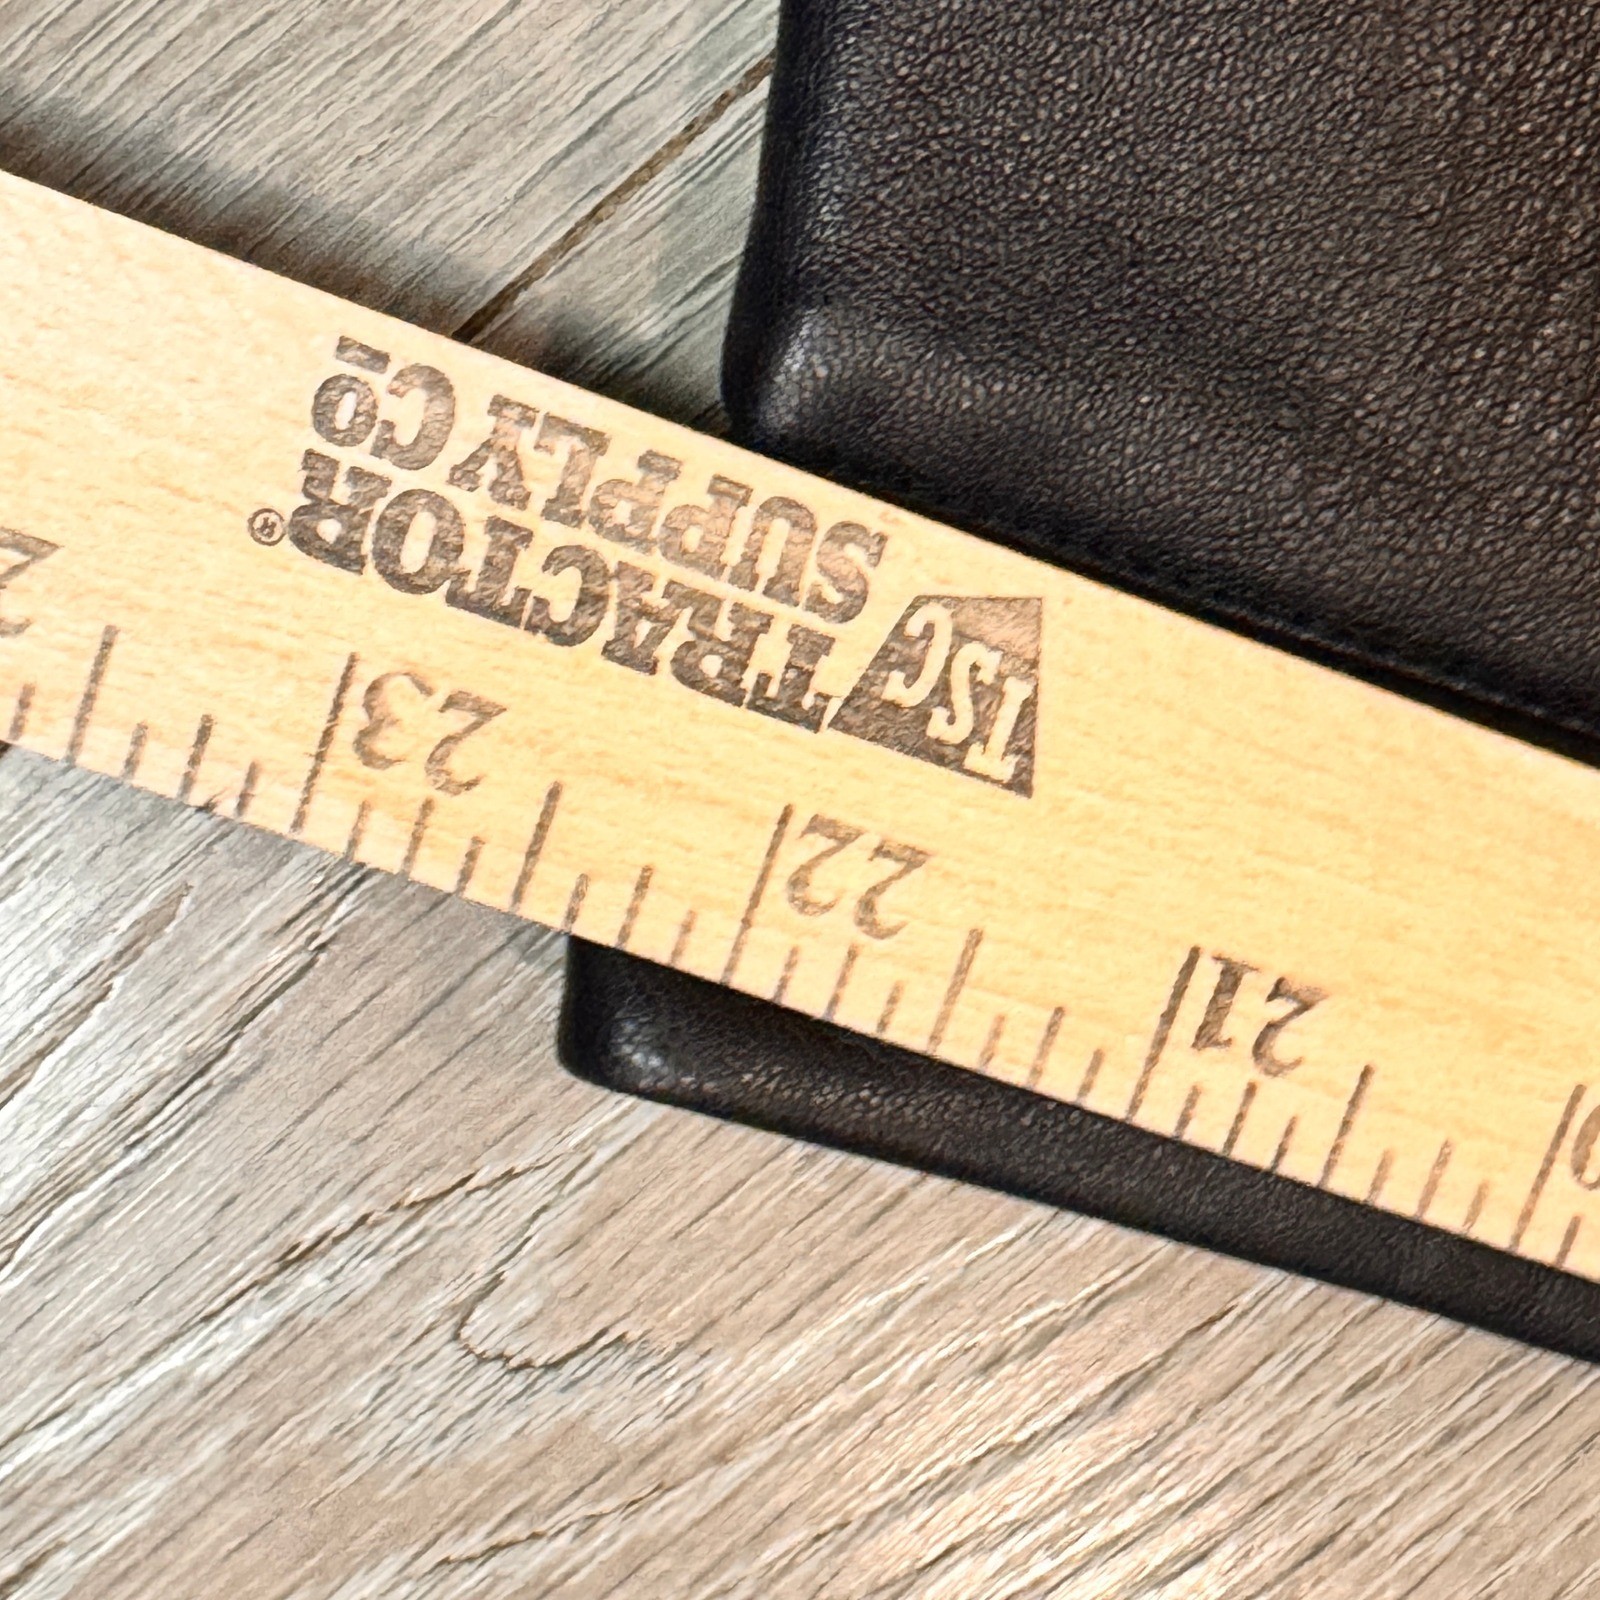 TSC TRACTOR®
SUPPLY CO
21
22
23